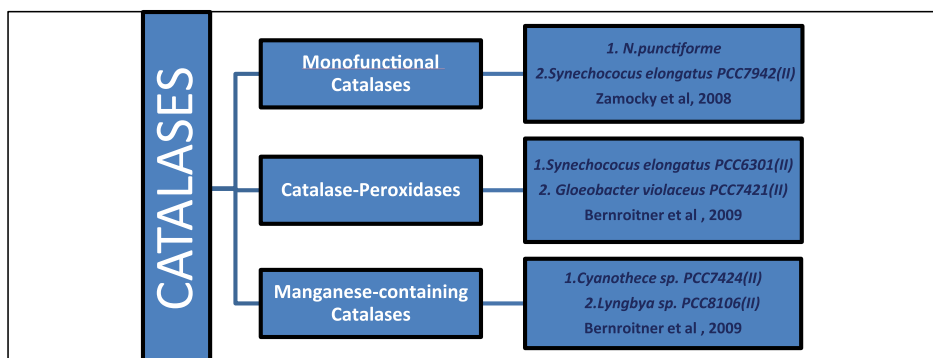 CATALASES
Monofunctional
Catalases
1. N.punctiforme
2.Synechococus elongatus PCC7942(II)
Zamocky et al, 2008
Catalase-Peroxidases
1.Synechococus elongatus PCC6301(II)
2. Gloeobacter violaceus PCC7421(II)
Bernroitner et al , 2009
Manganese-containing
Catalases
1.Cyanothece sp. PCC7424(II)
2.Lyngbya sp. PCC8106(II)
Bernroitner et al , 2009